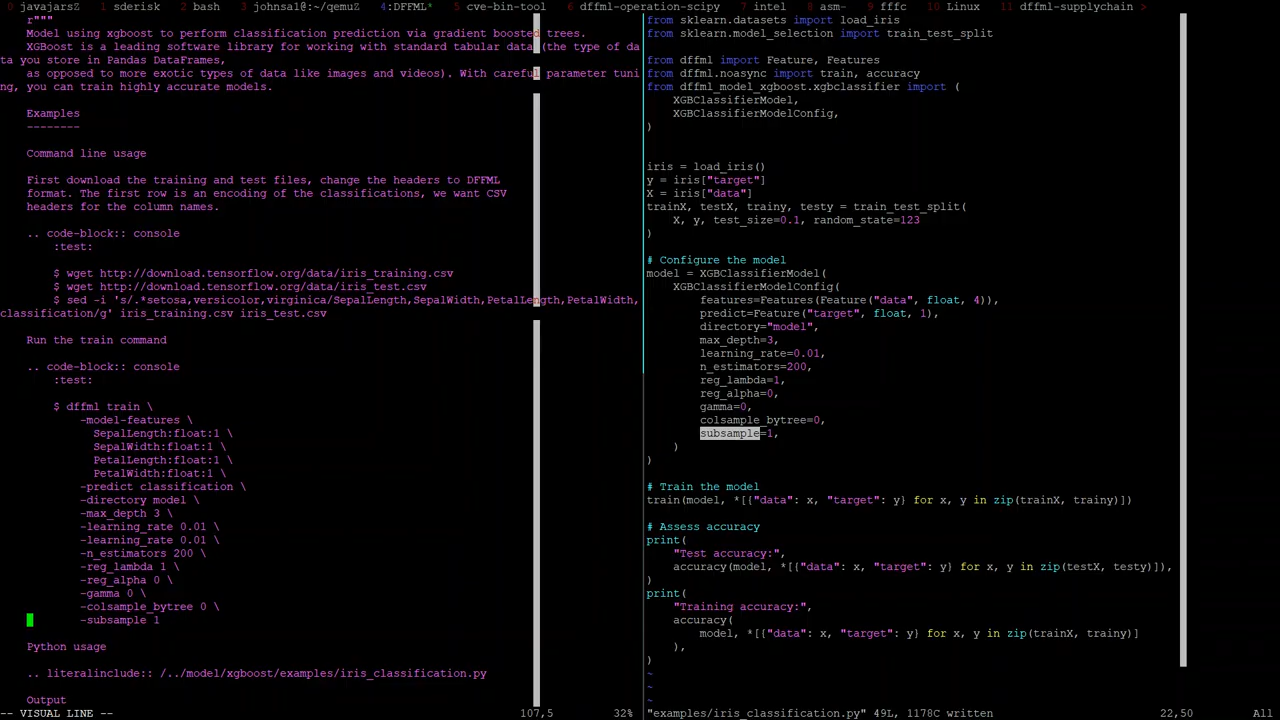 0 javajarsZ  1 sderisk  2 bash  3 johnsa1@:~/qemuZ  4:DFFML*  5 cve-bin-tool  6 dffml-operation-scipy  7 intel  8 asm-  9 fffc  10 Linux  11 dffml-supplychain >
r"""
Model using xgboost to perform classification prediction via gradient boosted trees.
XGBoost is a leading software library for working with standard tabular data (the type of da
ta you store in Pandas DataFrames,
as opposed to more exotic types of data like images and videos). With careful parameter tuni
ng, you can train highly accurate models.
Examples
--------
Command line usage
First download the training and test files, change the headers to DFFML
format. The first row is an encoding of the classifications, we want CSV
headers for the column names.
.. code-block:: console
:test:
$ wget http://download.tensorflow.org/data/iris_training.csv
$ wget http://download.tensorflow.org/data/iris_test.csv
$ sed -i 's/.*setosa,versicolor,virginica/SepalLength,SepalWidth,PetalLength,PetalWidth,
classification/g' iris_training.csv iris_test.csv
Run the train command
.. code-block:: console
:test:
$ dffml train \
-model-features \
SepalLength:float:1 \
SepalWidth:float:1 \
PetalLength:float:1 \
PetalWidth:float:1 \
-predict classification \
-directory model \
-max_depth 3 \
-learning_rate 0.01 \
-learning_rate 0.01 \
-n_estimators 200 \
-reg_lambda 1 \
-reg_alpha 0 \
-gamma 0 \
-colsample_bytree 0 \
-subsample 1
Python usage
.. literalinclude:: /../model/xgboost/examples/iris_classification.py
Output
-- VISUAL LINE --  107,5  32%
from sklearn.datasets import load_iris
from sklearn.model_selection import train_test_split
from dffml import Feature, Features
from dffml.noasync import train, accuracy
from dffml_model_xgboost.xgbclassifier import (
XGBClassifierModel,
XGBClassifierModelConfig,
)
iris = load_iris()
y = iris["target"]
X = iris["data"]
trainX, testX, trainy, testy = train_test_split(
X, y, test_size=0.1, random_state=123
)
# Configure the model
model = XGBClassifierModel(
XGBClassifierModelConfig(
features=Features(Feature("data", float, 4)),
predict=Feature("target", float, 1),
directory="model",
max_depth=3,
learning_rate=0.01,
n_estimators=200,
reg_lambda=1,
reg_alpha=0,
gamma=0,
colsample_bytree=0,
subsample=1,
)
)
# Train the model
train(model, *[{"data": x, "target": y} for x, y in zip(trainX, trainy)])
# Assess accuracy
print(
"Test accuracy:",
accuracy(model, *[{"data": x, "target": y} for x, y in zip(testX, testy)]),
)
print(
"Training accuracy:",
accuracy(
model, *[{"data": x, "target": y} for x, y in zip(trainX, trainy)]
),
)
~
~
~
"examples/iris_classification.py" 49L, 1178C written  22,50  All